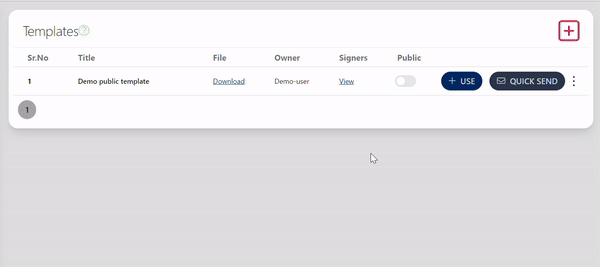 Templates?
Sr.No Title File Owner Signers Public
1 Demo public template Download Demo-user View + USE QUICK SEND
1